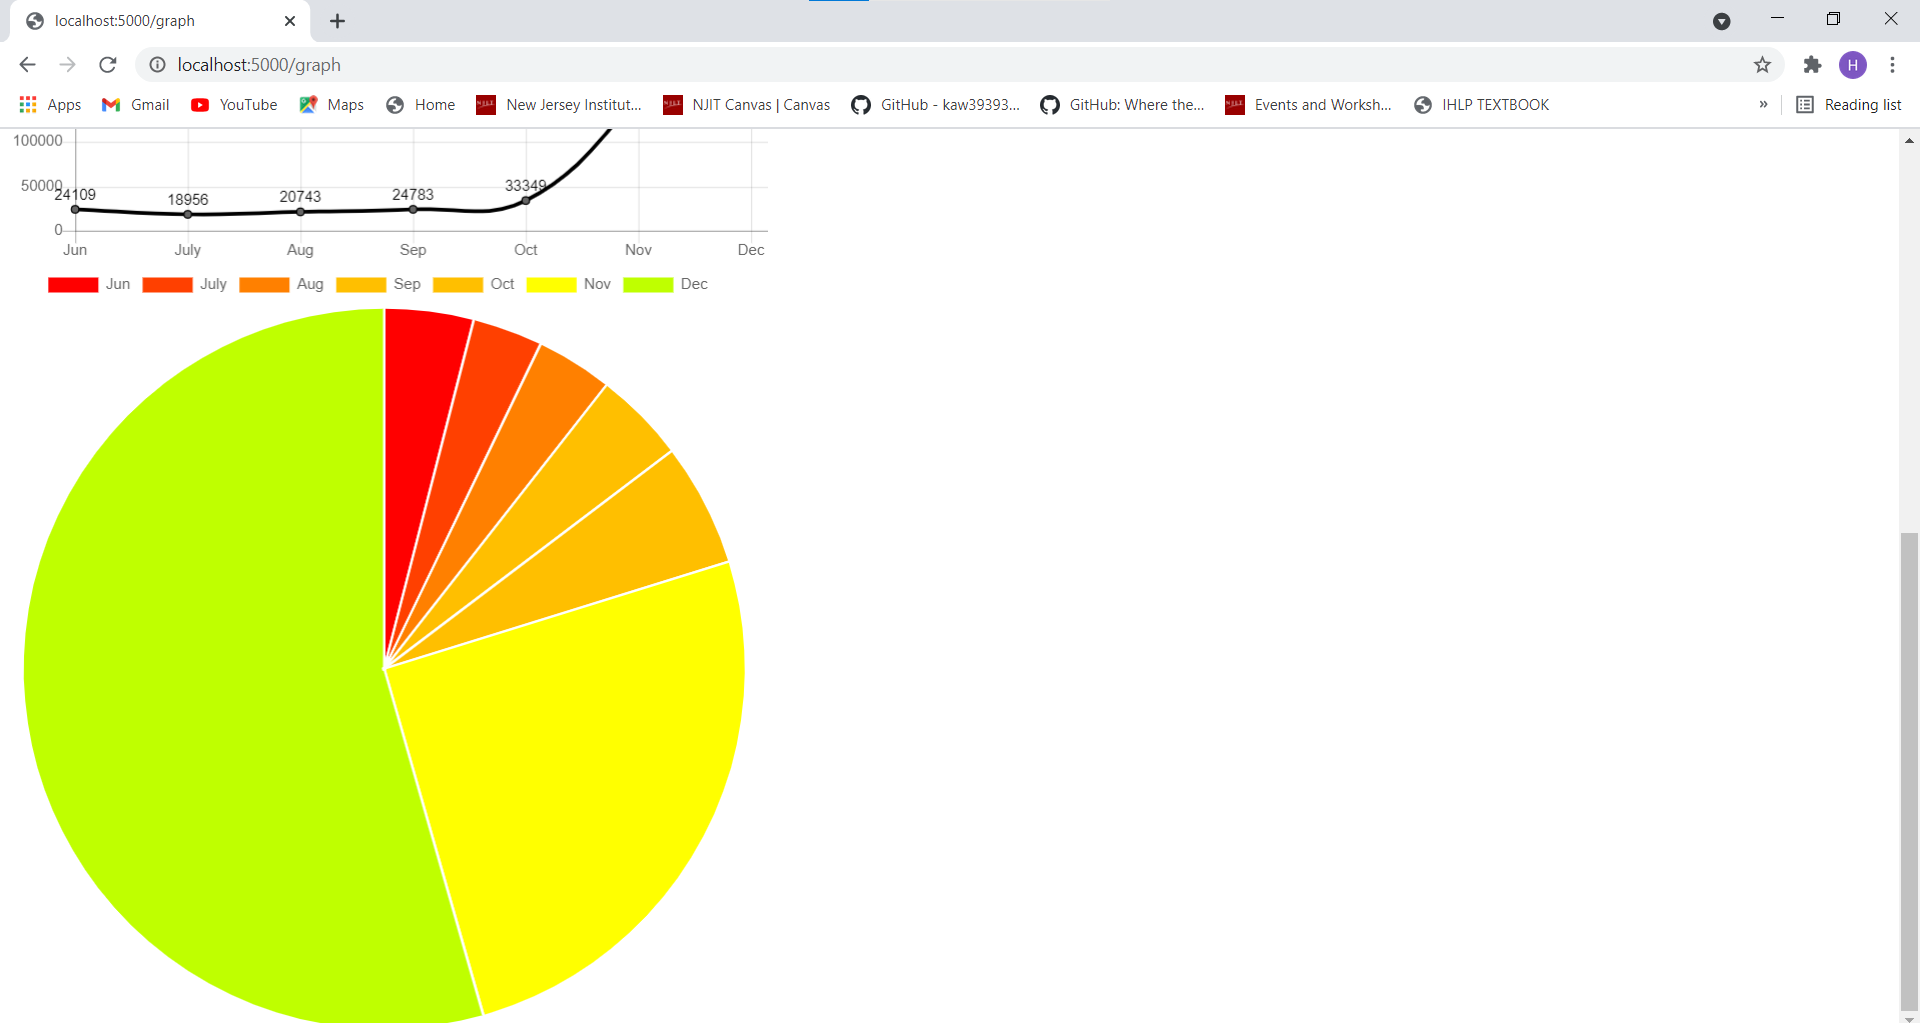 localhost:5000/graph
localhost:5000/graph
H
Apps Gmail YouTube Maps Home New Jersey Institut... NJIT Canvas | Canvas GitHub - kaw39393... GitHub: Where the... Events and Worksh... IHLP TEXTBOOK » Reading list
100000
50000
24109 18956 20743 24783 33349
0
Jun July Aug Sep Oct Nov Dec
Jun July Aug Sep Oct Nov Dec